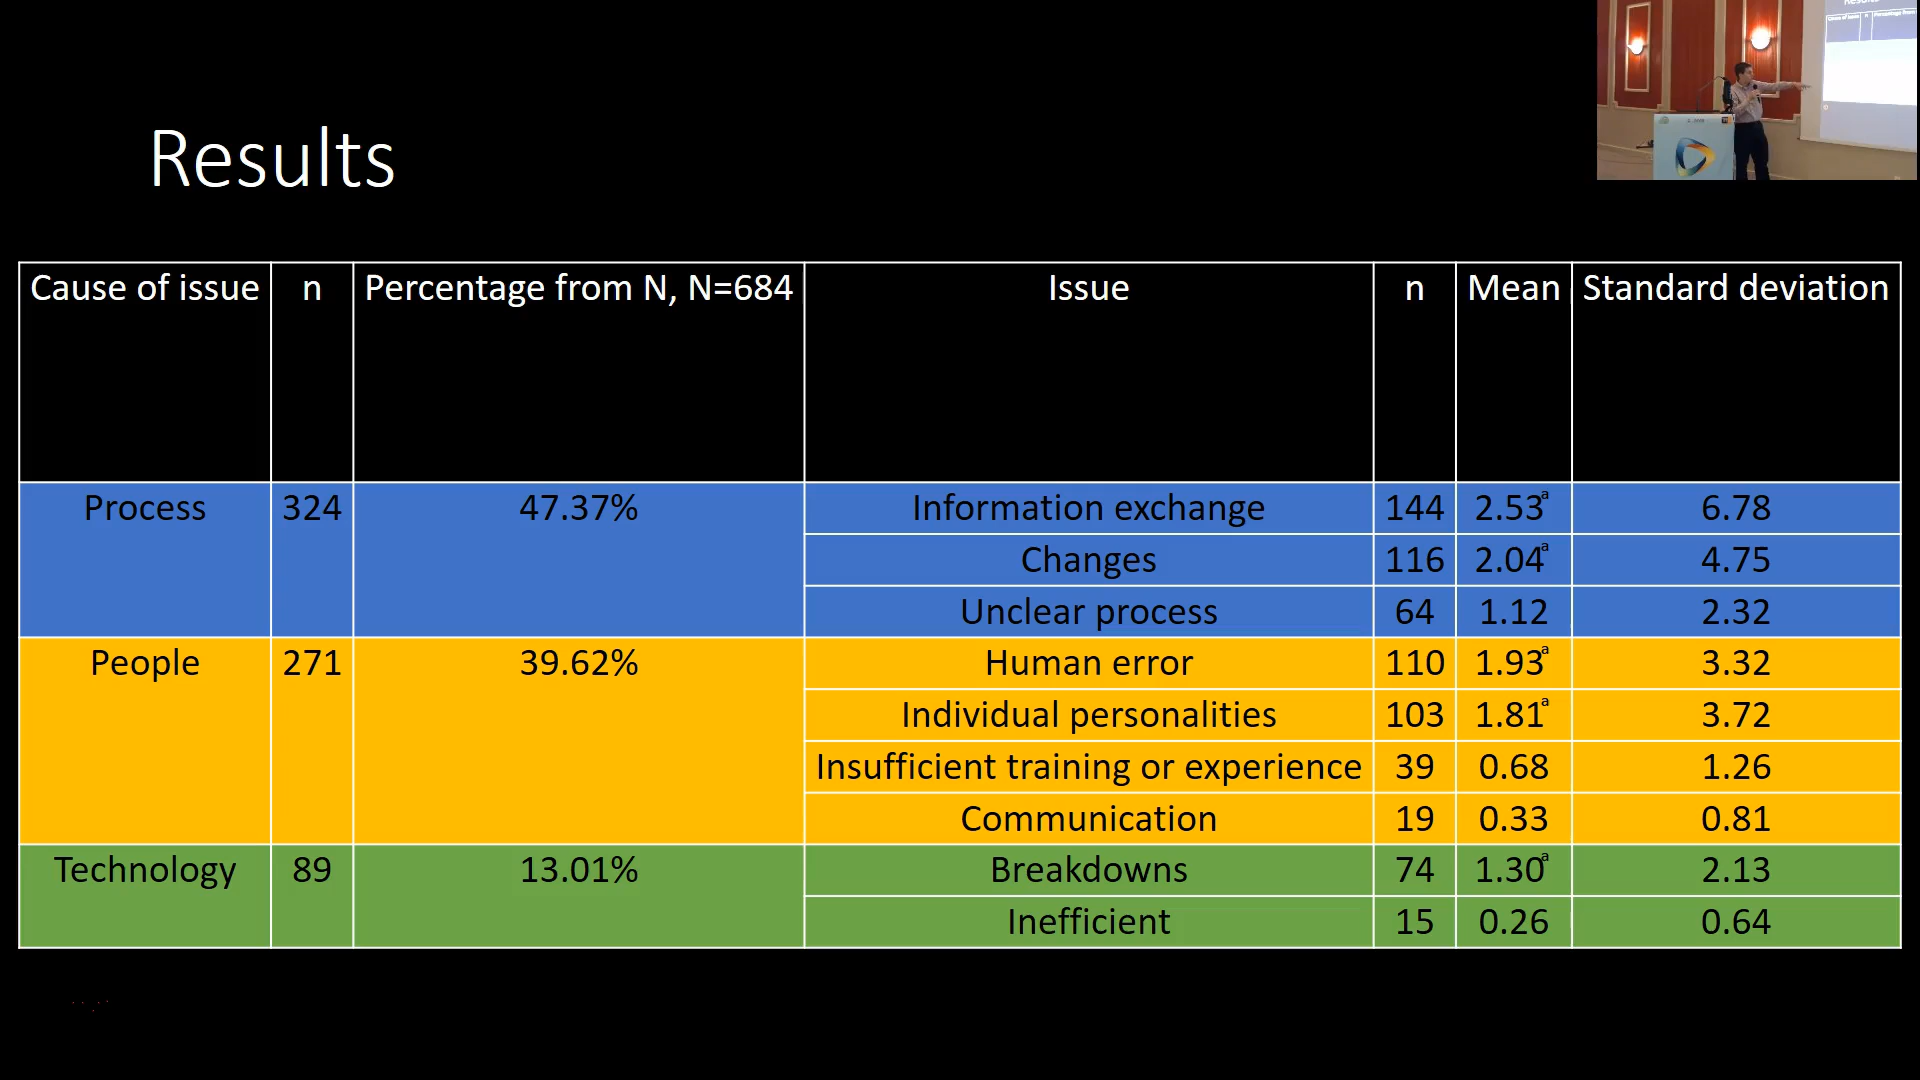 Results
Cause of issue n Percentage from N, N=684 Issue n Mean Standard deviation
Process 324 47.37% Information exchange 144 2.53ª 6.78
Changes 116 2.04ª 4.75
Unclear process 64 1.12 2.32
People 271 39.62% Human error 110 1.93ª 3.32
Individual personalities 103 1.81ª 3.72
Insufficient training or experience 39 0.68 1.26
Communication 19 0.33 0.81
Technology 89 13.01% Breakdowns 74 1.30ª 2.13
Inefficient 15 0.26 0.64